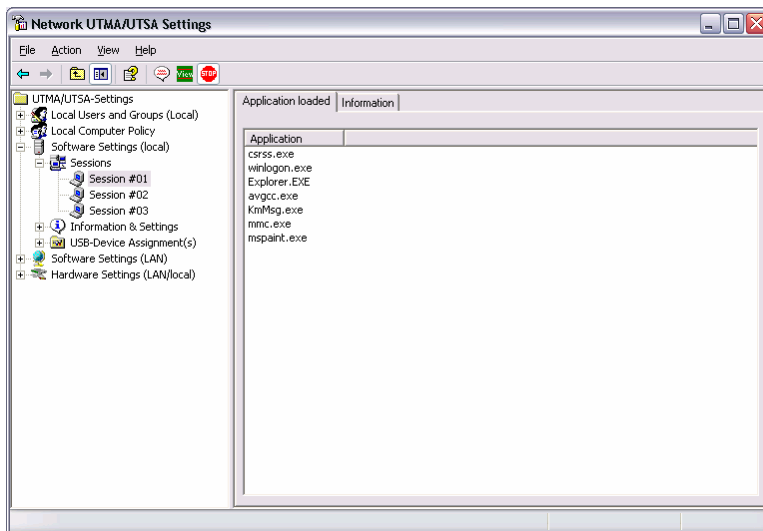 Network UTMA/UTSA Settings
File Action View Help
View STOP
UTMA/UTSA-Settings
Local Users and Groups (Local)
Local Computer Policy
Software Settings (local)
Sessions
Session #01
Session #02
Session #03
Information & Settings
USB-Device Assignment(s)
Software Settings (LAN)
Hardware Settings (LAN/local)
Application loaded Information
Application
csrss.exe
winlogon.exe
Explorer.EXE
avgcc.exe
KmMsg.exe
mmc.exe
mspaint.exe